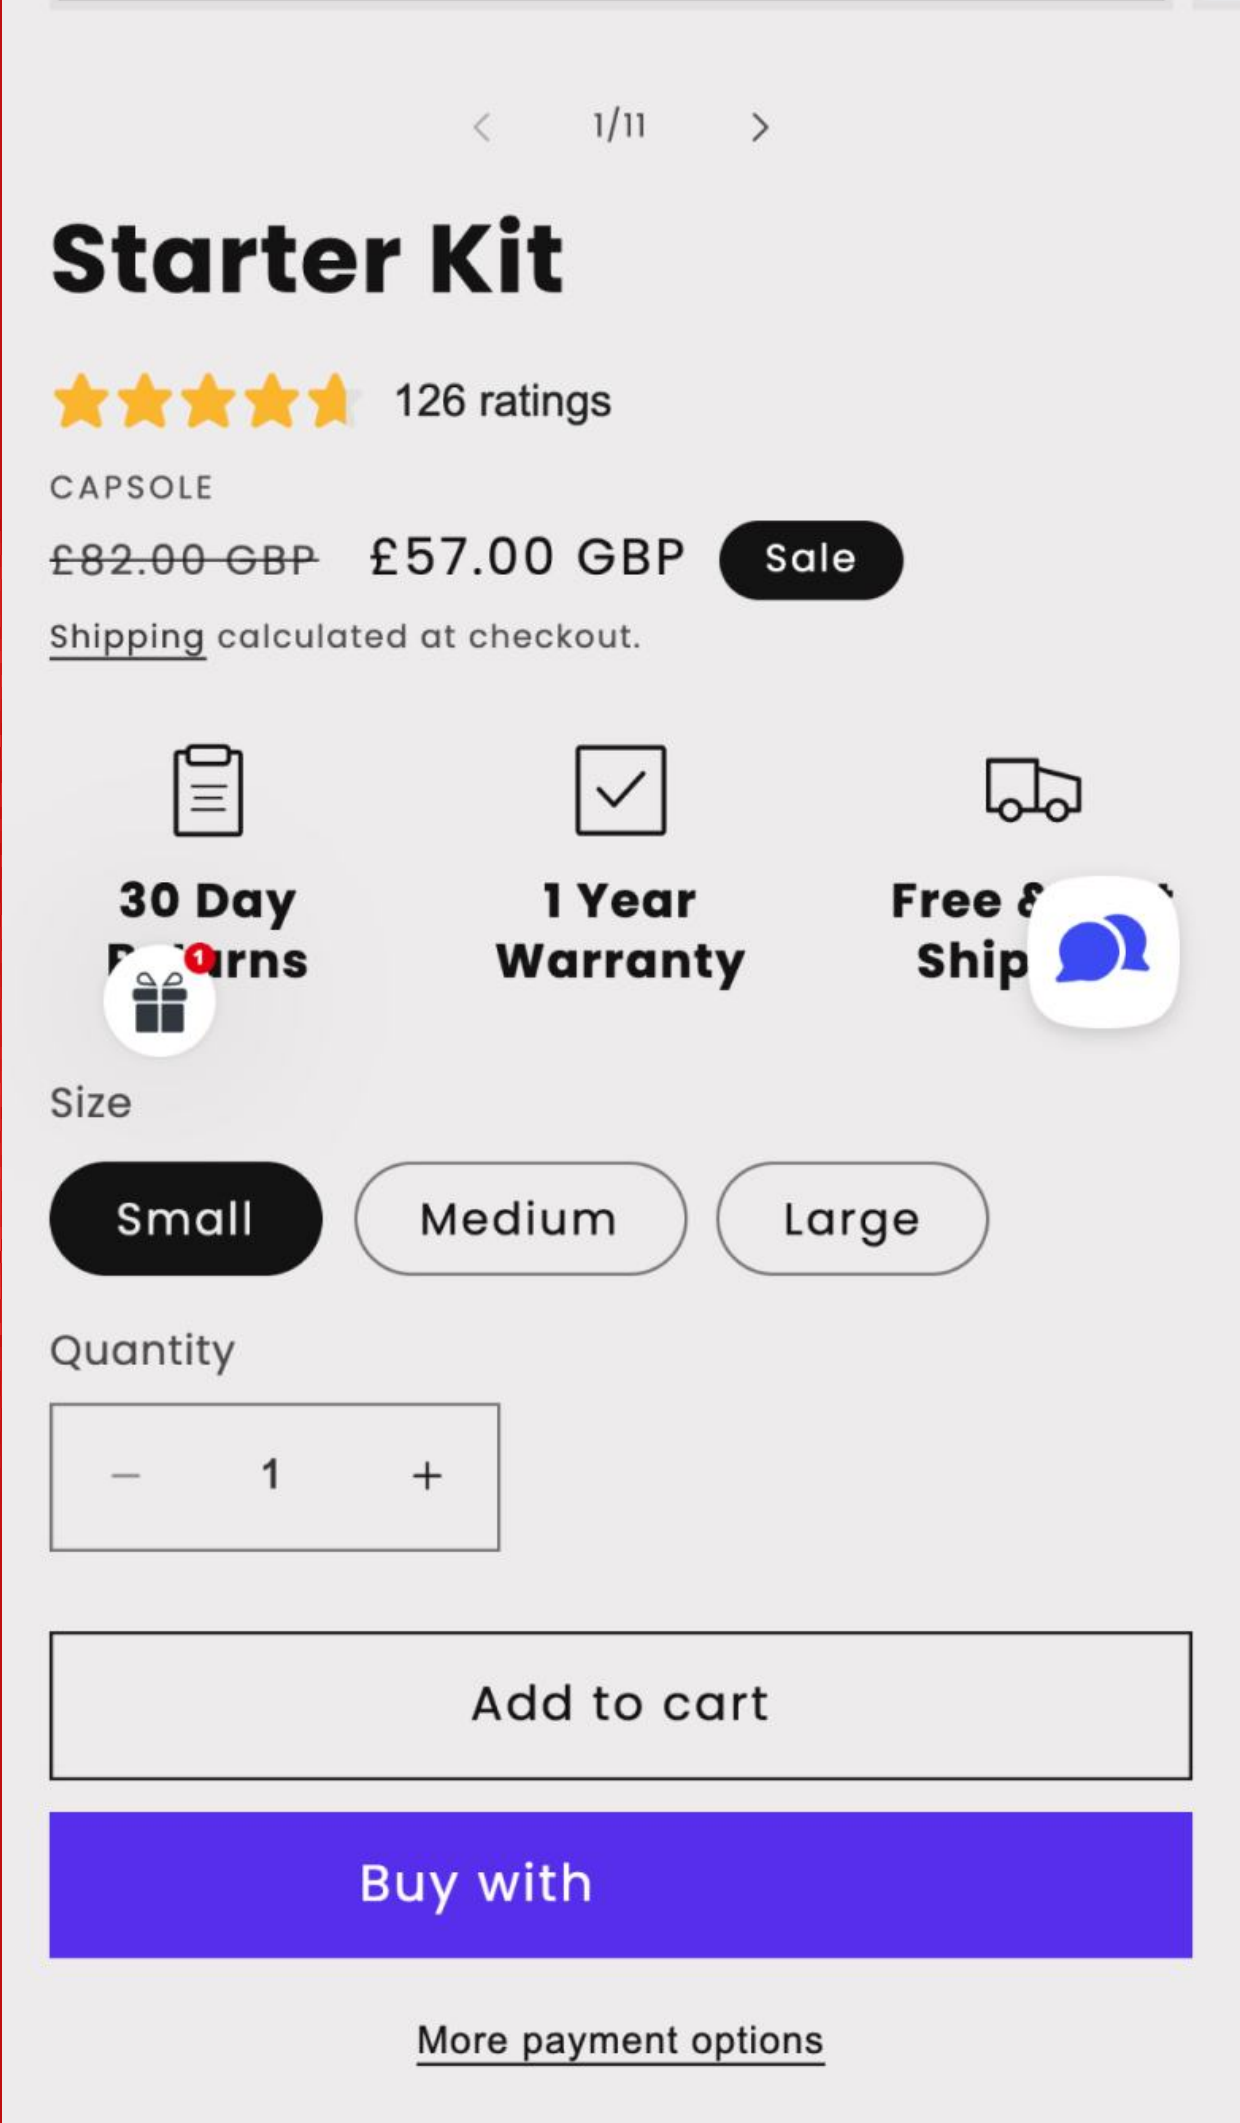 1/11
Starter Kit
126 ratings
CAPSOLE
£82.00 GBP £57.00 GBP Sale
Shipping calculated at checkout.
30 Day
1 Year
Warranty
Free &
1
Size
Small Medium Large
Quantity
− 1 +
Add to cart
Buy with
More payment options